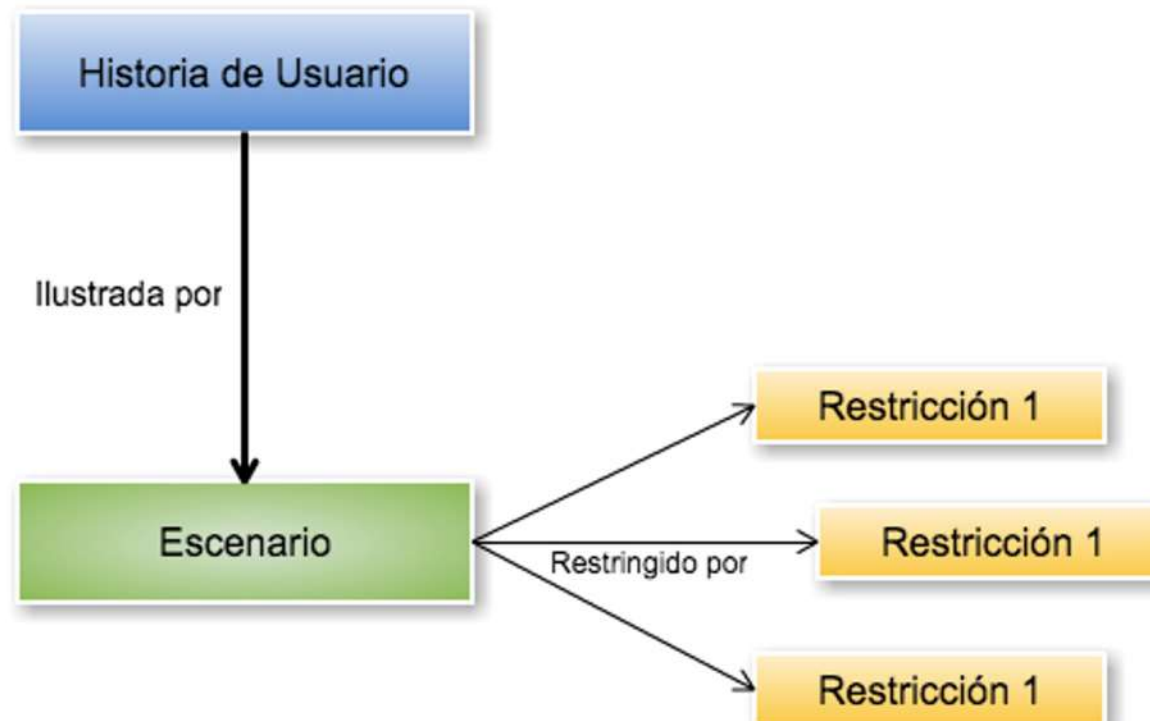 Historia de Usuario
Ilustrada por
Restricción 1
Escenario
Restringido por
Restricción 1
Restricción 1